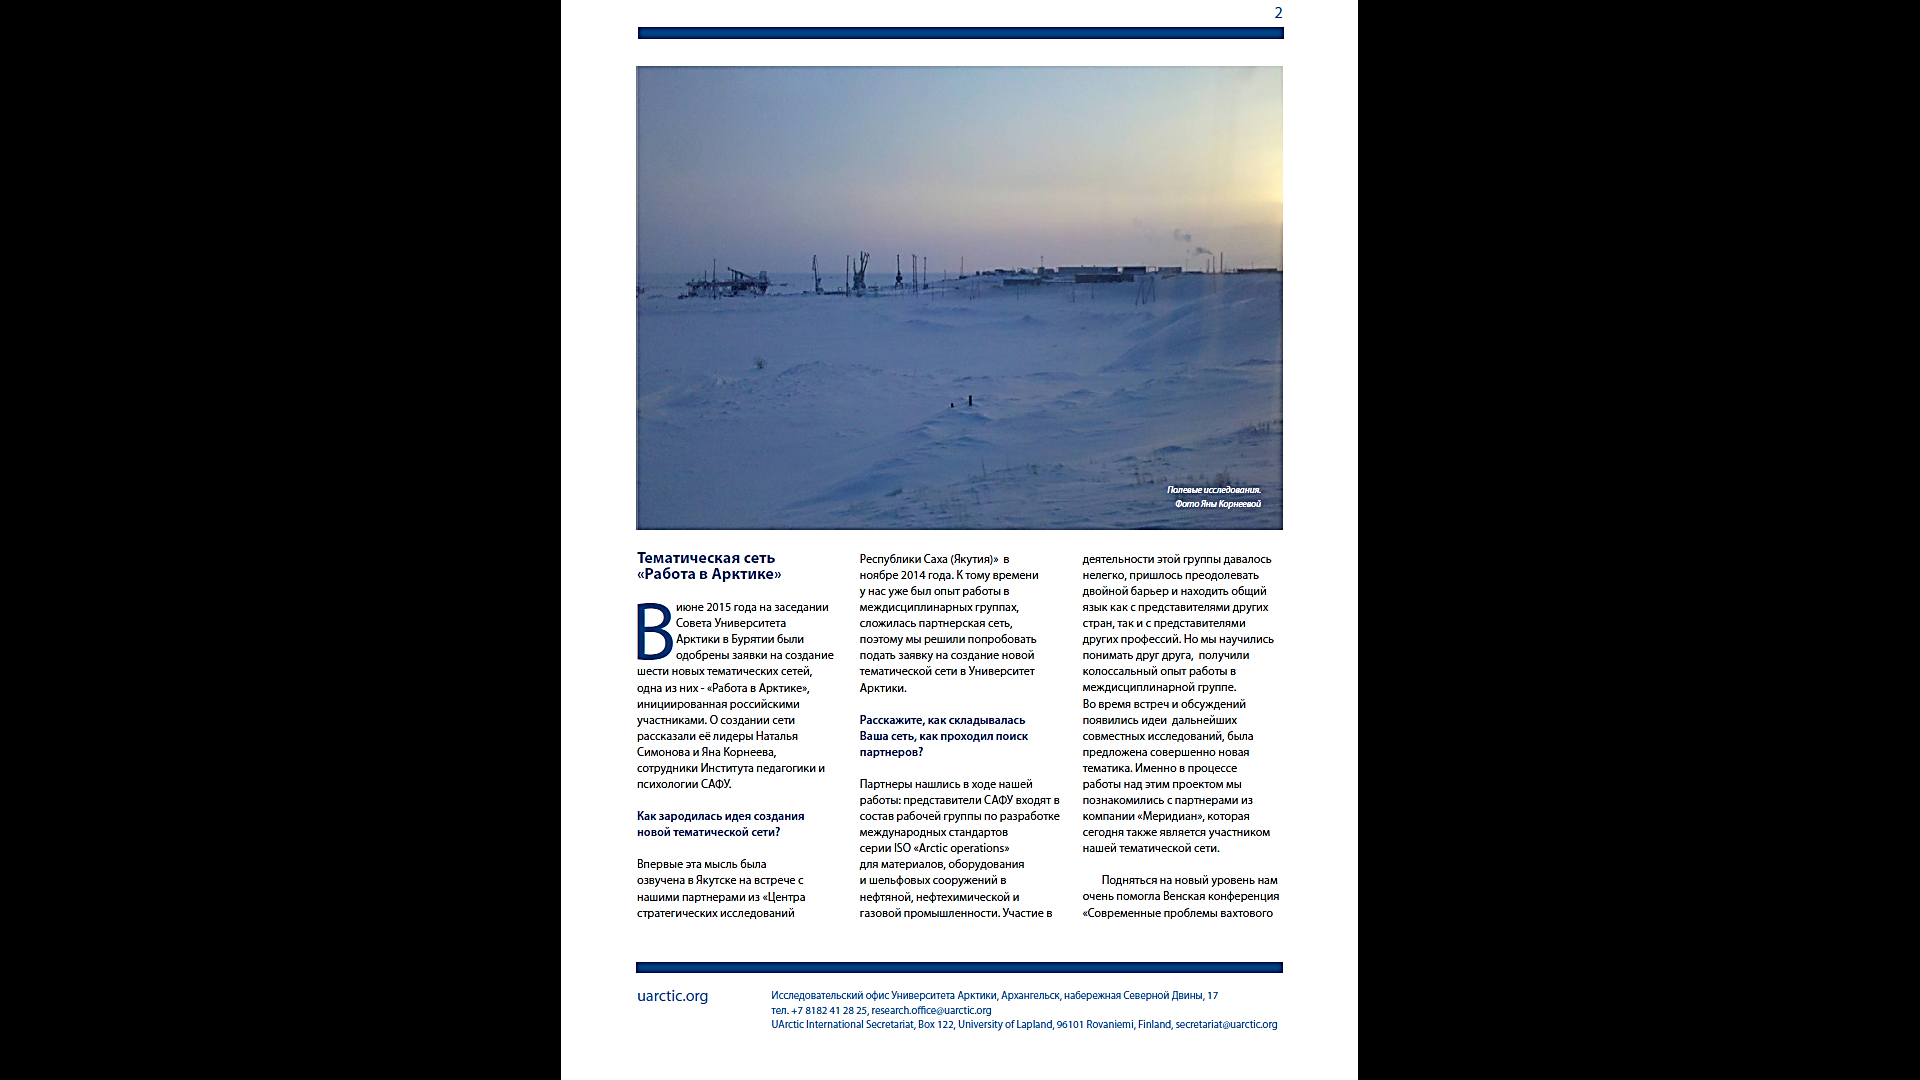 2
Полевые исследования.
Фото Яны Корнеевой
Тематическая сеть
«Работа в Арктике»
В июне 2015 года на заседании
Совета Университета
Арктики в Бурятии были
одобрены заявки на создание
шести новых тематических сетей,
одна из них - «Работа в Арктике»,
инициированная российскими
участниками. О создании сети
рассказали её лидеры Наталья
Симонова и Яна Корнеева,
сотрудники Института педагогики и
психологии САФУ.
Как зародилась идея создания
новой тематической сети?
Впервые эта мысль была
озвучена в Якутске на встрече с
нашими партнерами из «Центра
стратегических исследований
Республики Саха (Якутия)» в
ноябре 2014 года. К тому времени
у нас уже был опыт работы в
междисциплинарных группах,
сложилась партнерская сеть,
поэтому мы решили попробовать
подать заявку на создание новой
тематической сети в Университет
Арктики.
Расскажите, как складывалась
Ваша сеть, как проходил поиск
партнеров?
Партнеры нашлись в ходе нашей
работы: представители САФУ входят в
состав рабочей группы по разработке
международных стандартов
серии ISO «Arctic operations»
для материалов, оборудования
и шельфовых сооружений в
нефтяной, нефтехимической и
газовой промышленности. Участие в
деятельности этой группы давалось
нелегко, пришлось преодолевать
двойной барьер и находить общий
язык как с представителями других
стран, так и с представителями
других профессий. Но мы научились
понимать друг друга, получили
колоссальный опыт работы в
междисциплинарной группе.
Во время встреч и обсуждений
появились идеи дальнейших
совместных исследований, была
предложена совершенно новая
тематика. Именно в процессе
работы над этим проектом мы
познакомились с партнерами из
компании «Меридиан», которая
сегодня также является участником
нашей тематической сети.
Подняться на новый уровень нам
очень помогла Венская конференция
«Современные проблемы вахтового
uarctic.org
Исследовательский офис Университета Арктики, Архангельск, набережная Северной Двины, 17
тел. +7 8182 41 28 25, research.office@uarctic.org
UArctic International Secretariat, Box 122, University of Lapland, 96101 Rovaniemi, Finland, secretariat@uarctic.org